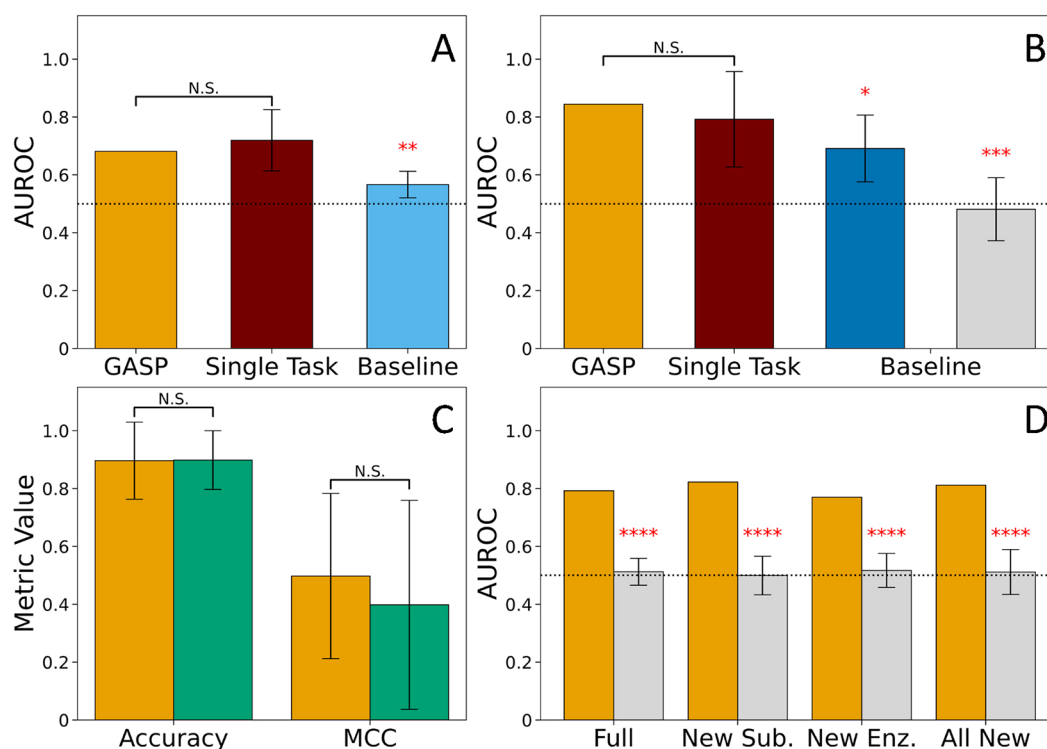 A
AUROC
1.0
0.8
0.6
0.4
0.2
0
N.S.
**
GASP
Single Task
Baseline
B
AUROC
1.0
0.8
0.6
0.4
0.2
0
N.S.
*
***
GASP
Single Task
Baseline
C
Metric Value
1.0
0.8
0.6
0.4
0.2
0
N.S.
N.S.
Accuracy
MCC
D
AUROC
1.0
0.8
0.6
0.4
0.2
0
****
****
****
****
Full
New Sub.
New Enz.
All New